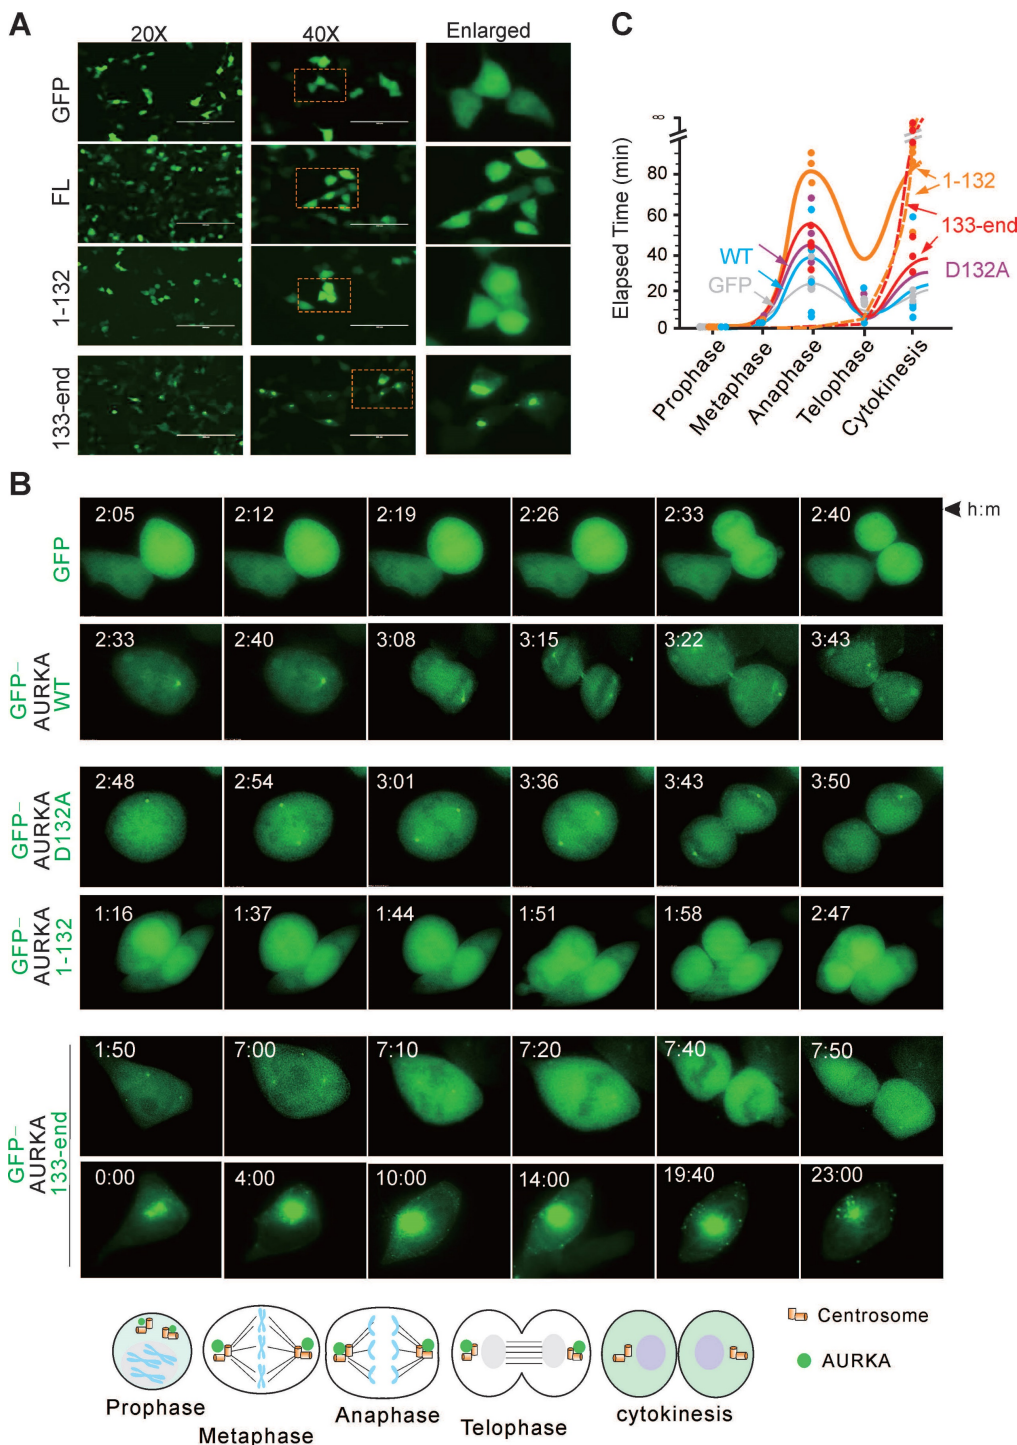 A
20X
40X
Enlarged
GFP
FL
1-132
133-end
C
Elapsed Time (min)
∞
80
60
40
20
0
1-132
133-end
D132A
WT
GFP
Prophase
Metaphase
Anaphase
Telophase
Cytokinesis
B
GFP
2:05
2:12
2:19
2:26
2:33
2:40
h:m
GFP–
AURKA
WT
2:33
2:40
3:08
3:15
3:22
3:43
GFP–
AURKA
D132A
2:48
2:54
3:01
3:36
3:43
3:50
GFP–
AURKA
1-132
1:16
1:37
1:44
1:51
1:58
2:47
GFP–
AURKA
133-end
1:50
7:00
7:10
7:20
7:40
7:50
0:00
4:00
10:00
14:00
19:40
23:00
Prophase
Metaphase
Anaphase
Telophase
cytokinesis
Centrosome
AURKA